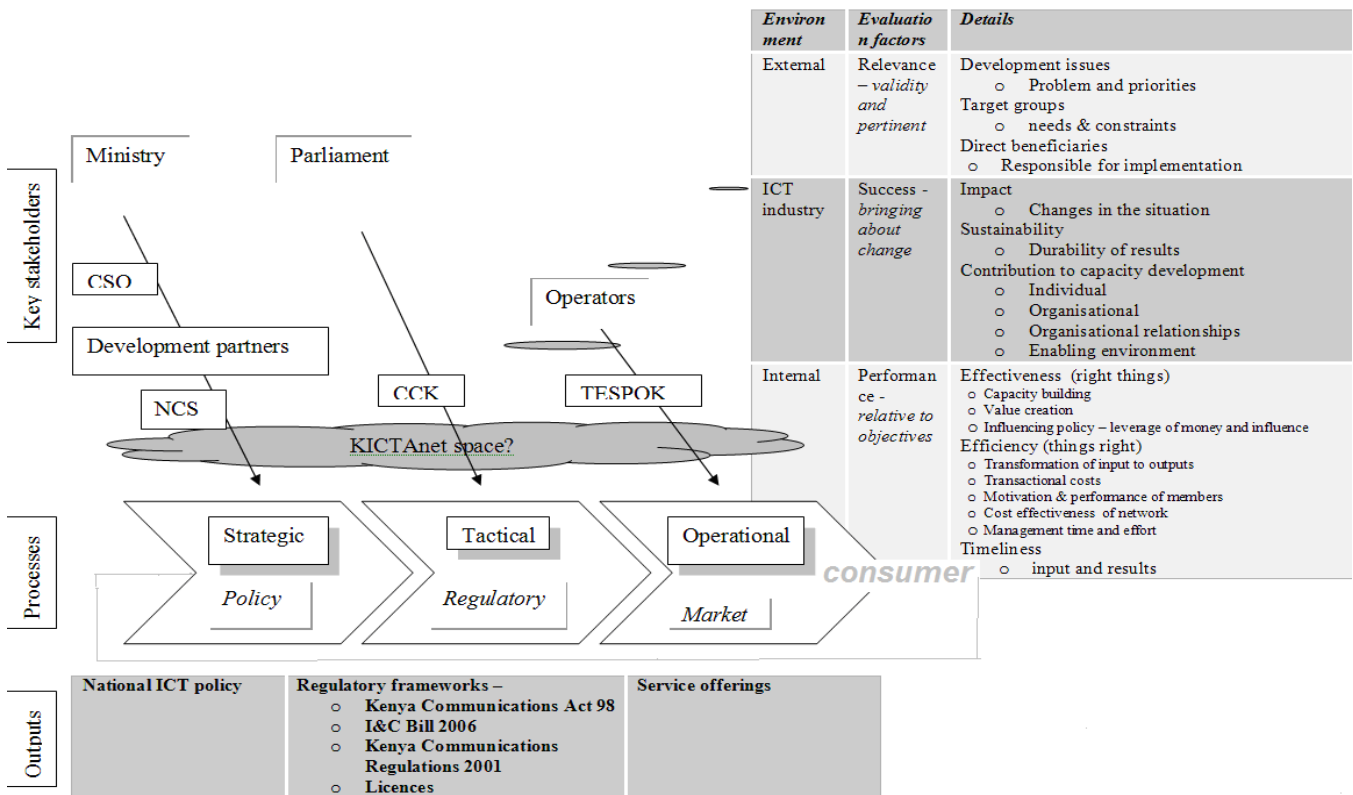 Key stakeholders
Ministry
Parliament
CSO
Operators
Development partners
NCS
CCK
TESPOK
KICTAnet space?
Processes
Strategic
Tactical
Operational
Policy
Regulatory
Market
consumer
Outputs
National ICT policy
Regulatory frameworks –
o Kenya Communications Act 98
o I&C Bill 2006
o Kenya Communications
Regulations 2001
o Licences
Service offerings
Environ
ment
Evaluatio
n factors
Details
External
Relevance
– validity
and
pertinent
Development issues
o Problem and priorities
Target groups
o needs & constraints
Direct beneficiaries
o Responsible for implementation
ICT
industry
Success -
bringing
about
change
Impact
o Changes in the situation
Sustainability
o Durability of results
Contribution to capacity development
o Individual
o Organisational
o Organisational relationships
o Enabling environment
Internal
Performan
ce -
relative to
objectives
Effectiveness (right things)
o Capacity building
o Value creation
o Influencing policy – leverage of money and influence
Efficiency (things right)
o Transformation of input to outputs
o Transactional costs
o Motivation & performance of members
o Cost effectiveness of network
o Management time and effort
Timeliness
o input and results